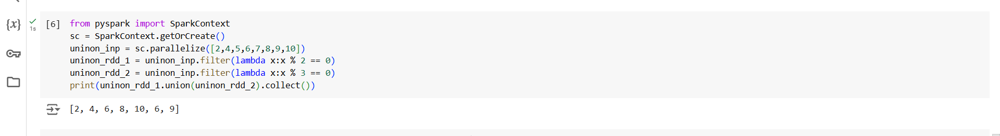 {x}
1s
[6]
from pyspark import SparkContext
sc = SparkContext.getOrCreate()
uninon_inp = sc.parallelize([2,4,5,6,7,8,9,10])
uninon_rdd_1 = uninon_inp.filter(lambda x:x % 2 == 0)
uninon_rdd_2 = uninon_inp.filter(lambda x:x % 3 == 0)
print(uninon_rdd_1.union(uninon_rdd_2).collect())
[2, 4, 6, 8, 10, 6, 9]